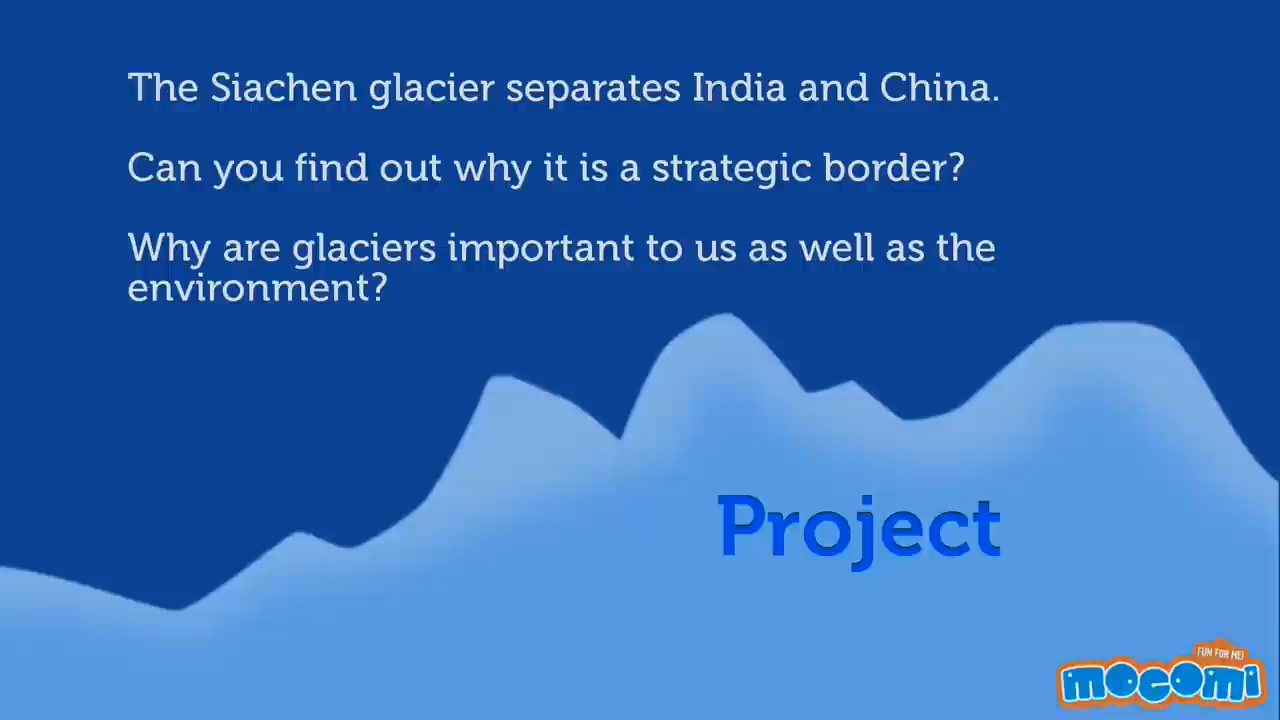 The Siachen glacier separates India and China.
Can you find out why it is a strategic border?
Why are glaciers important to us as well as the
environment?
Project
FUN FOR ME!
mocomi